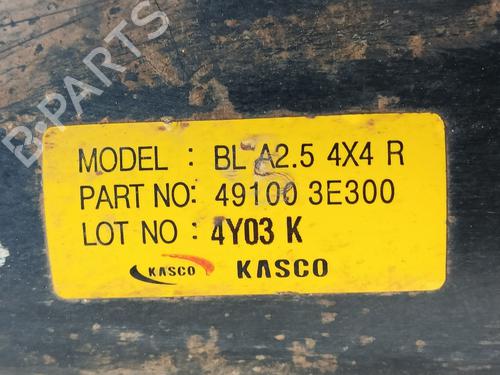 B-PARTS
MODEL : BL A2.5 4X4 R
PART NO: 49100 3E300
LOT NO : 4Y03 K
KASCO KASCO